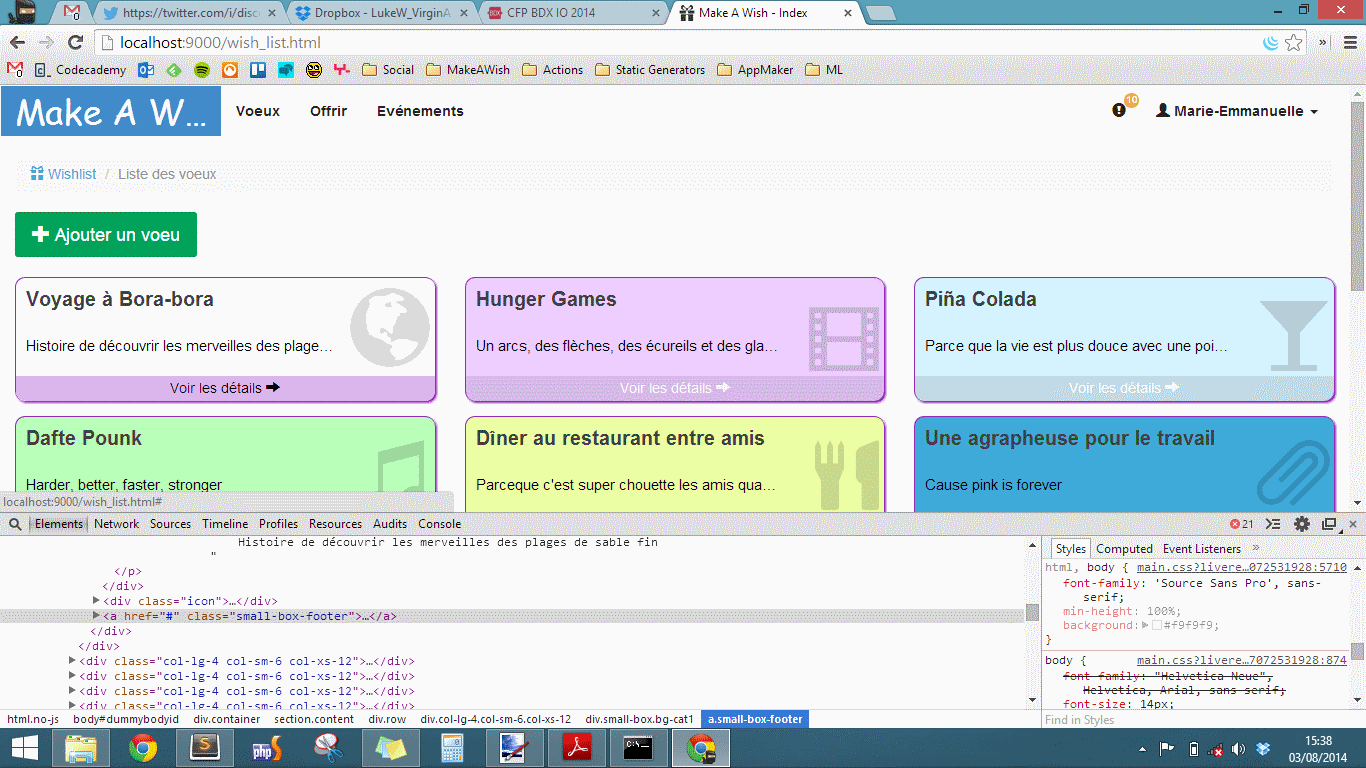 https://twitter.com/i/disc
Dropbox - LukeW_VirginA
CFP BDX IO 2014
Make A Wish - Index
localhost:9000/wish_list.html
Codecademy
Social
MakeAWish
Actions
Static Generators
AppMaker
ML
Make A W...
Voeux
Offrir
Evénements
10
Marie-Emmanuelle
Wishlist / Liste des voeux
Ajouter un voeu
Voyage à Bora-bora
Histoire de découvrir les merveilles des plage…
Voir les détails
Hunger Games
Un arcs, des flèches, des écureils et des gla…
Voir les détails
Piña Colada
Parce que la vie est plus douce avec une poi…
Voir les détails
Dafte Pounk
Harder, better, faster, stronger
Dîner au restaurant entre amis
Parceque c'est super chouette les amis qua…
Une agrapheuse pour le travail
Cause pink is forever
localhost:9000/wish_list.html#
Elements Network Sources Timeline Profiles Resources Audits Console
21
Histoire de découvrir les merveilles des plages de sable fin
"
</p>
</div>
<div class="icon">…</div>
<a href="#" class="small-box-footer">…</a>
</div>
</div>
<div class="col-lg-4 col-sm-6 col-xs-12">…</div>
<div class="col-lg-4 col-sm-6 col-xs-12">…</div>
<div class="col-lg-4 col-sm-6 col-xs-12">…</div>
<div class="col-lg-4 col-sm-6 col-xs-12">…</div>
html.no-js body#dummybodyid div.container section.content div.row div.col-lg-4.col-sm-6.col-xs-12 div.small-box.bg-cat1 a.small-box-footer
Styles Computed Event Listeners »
html, body { main.css?livere…072531928:5710
font-family: 'Source Sans Pro', sans-
serif;
min-height: 100%;
background: #f9f9f9;
}
body { main.css?livere…7072531928:874
font-family: "Helvetica Neue",
Helvetica, Arial, sans-serif;
font-size: 14px;
Find in Styles
php
15:38
03/08/2014